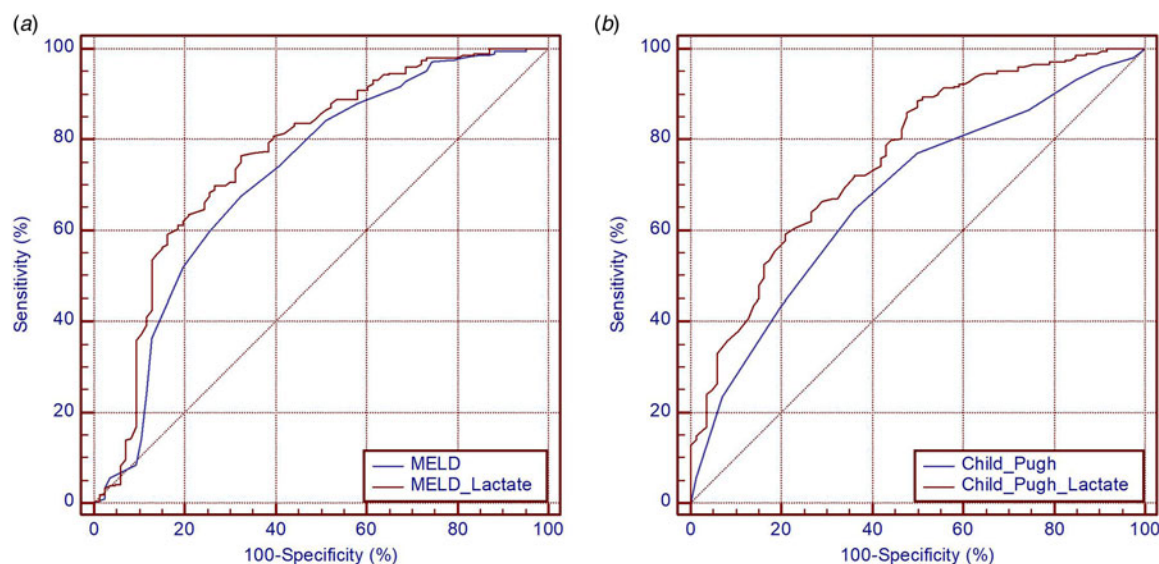 (a)
100
80
60
40
20
0
Sensitivity (%)
0 20 40 60 80 100
100-Specificity (%)
MELD
MELD_Lactate
(b)
100
80
60
40
20
0
Sensitivity (%)
0 20 40 60 80 100
100-Specificity (%)
Child_Pugh
Child_Pugh_Lactate